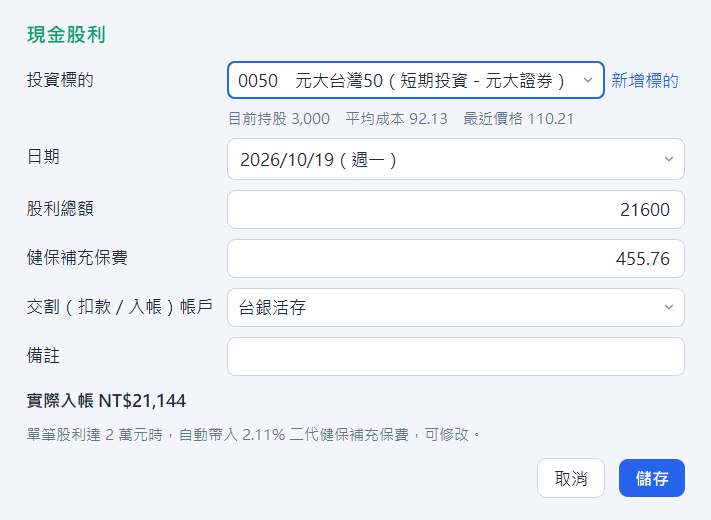 現金股利
投資標的 0050 元大台灣50（短期投資 - 元大證券） 新增標的
目前持股 3,000 平均成本 92.13 最近價格 110.21
日期 2026/10/19（週一）
股利總額 21600
健保補充保費 455.76
交割（扣款 / 入帳）帳戶 台銀活存
備註
實際入帳 NT$21,144
單筆股利達 2 萬元時，自動帶入 2.11% 二代健保補充保費，可修改。
取消 儲存